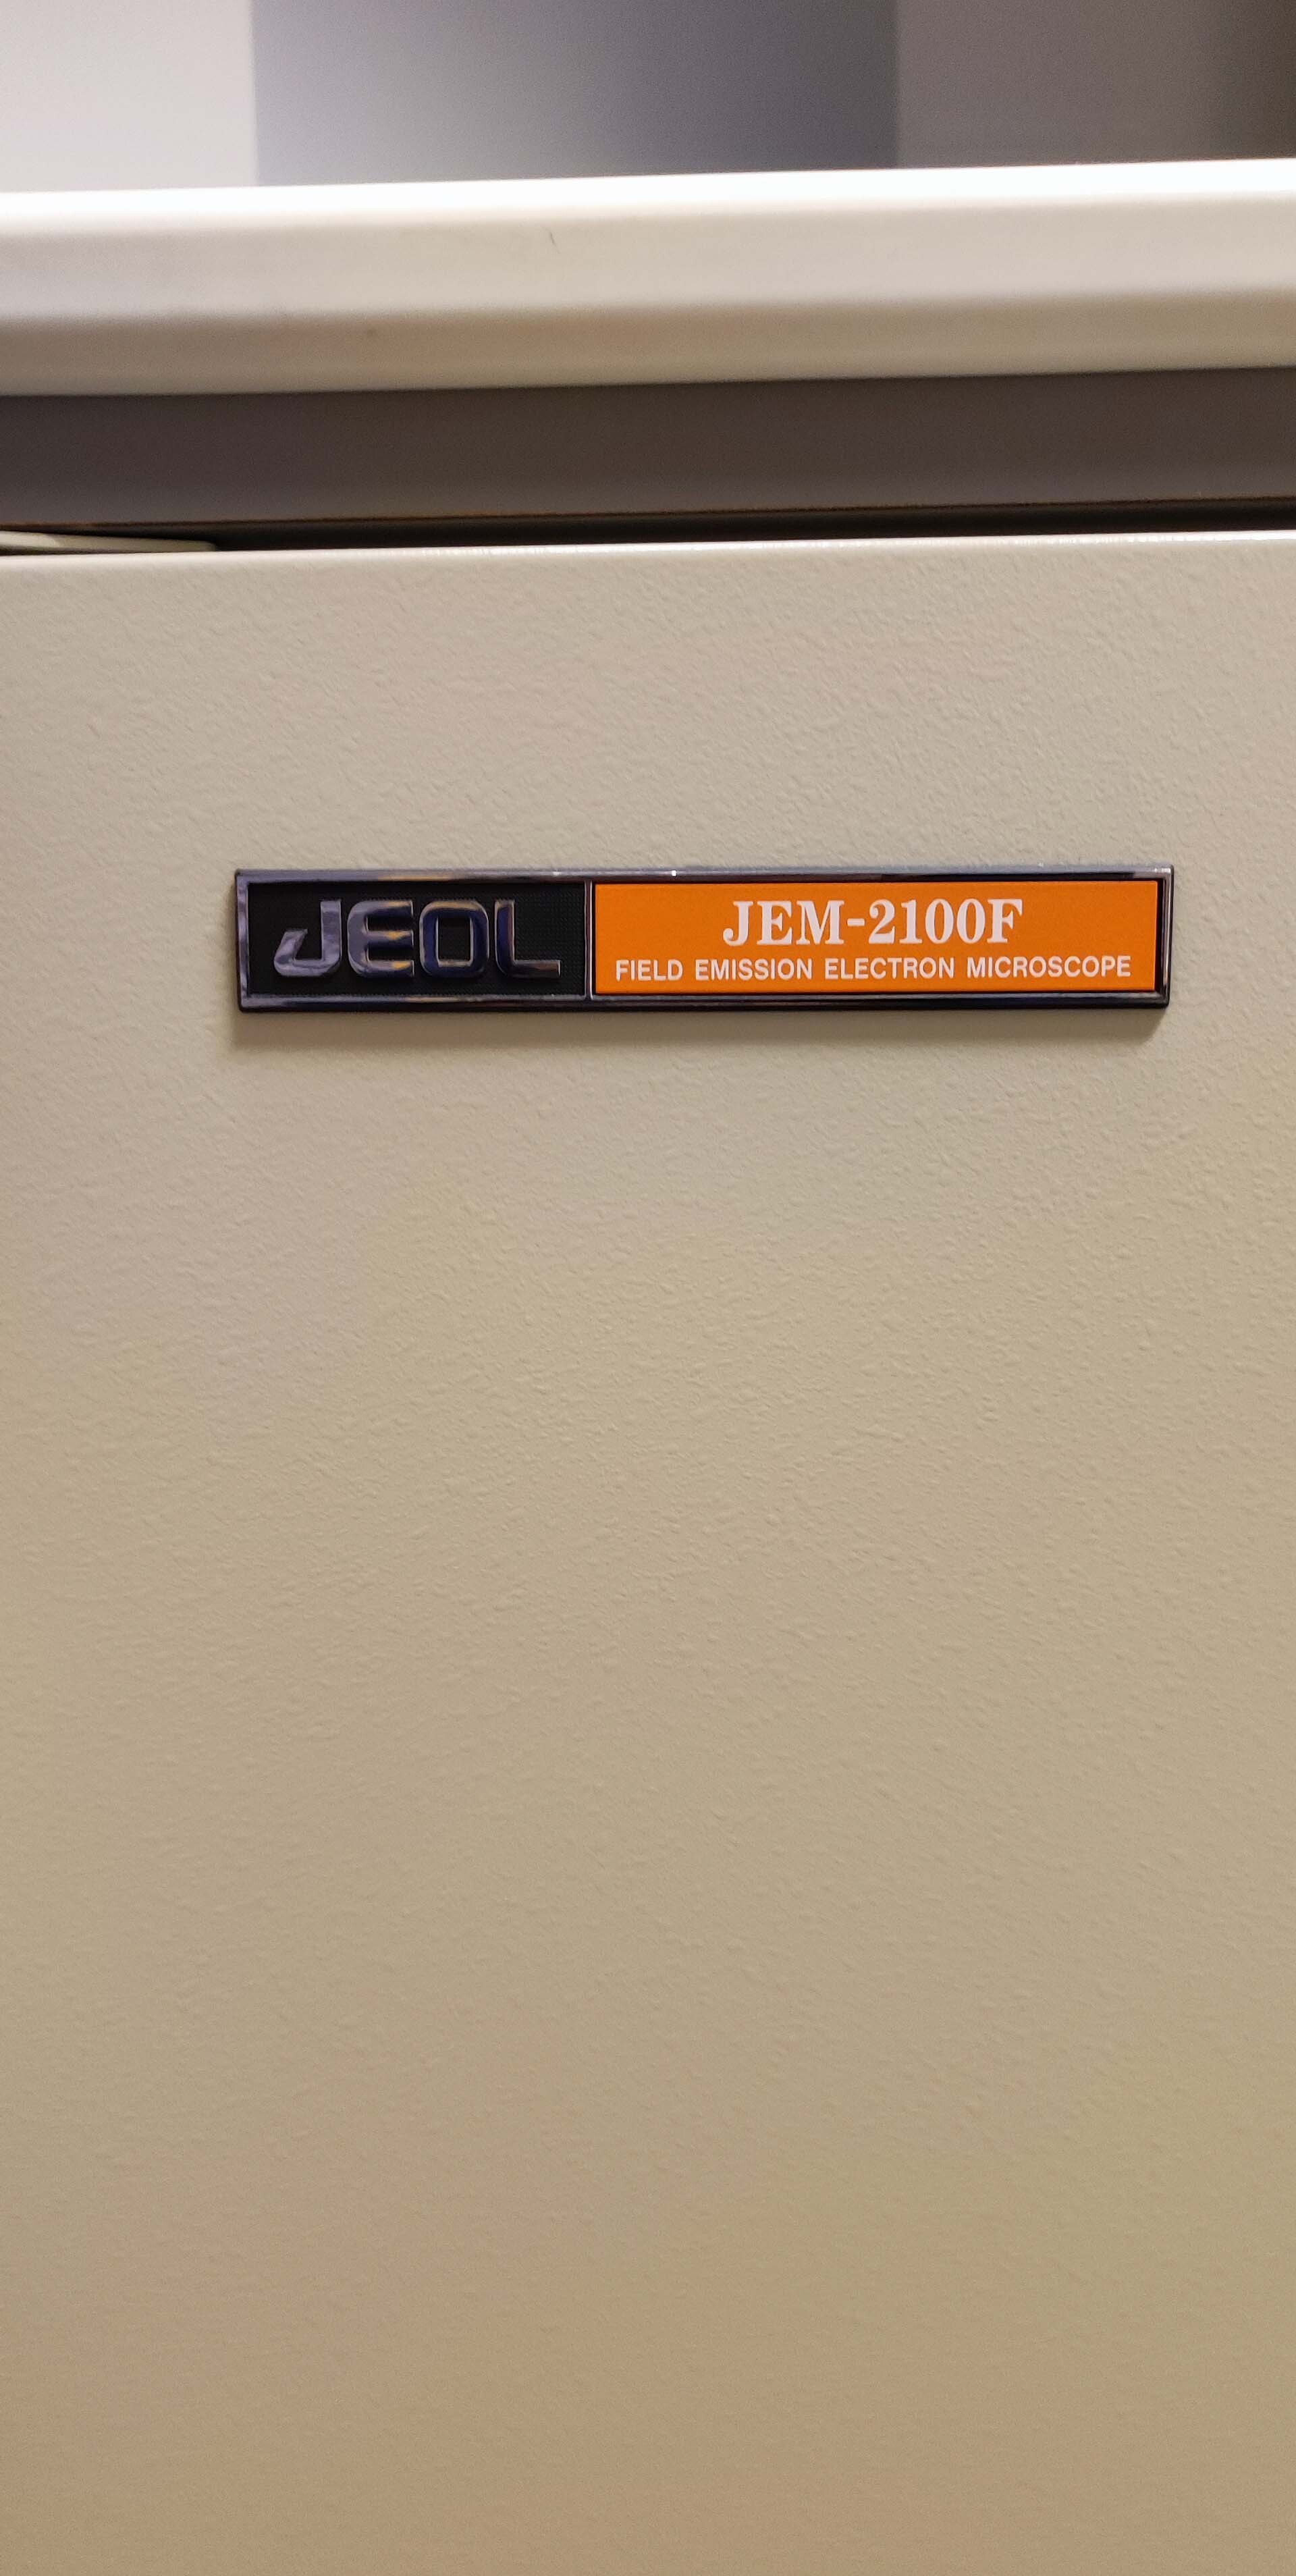 JEOL
JEM-2100F
FIELD EMISSION ELECTRON MICROSCOPE